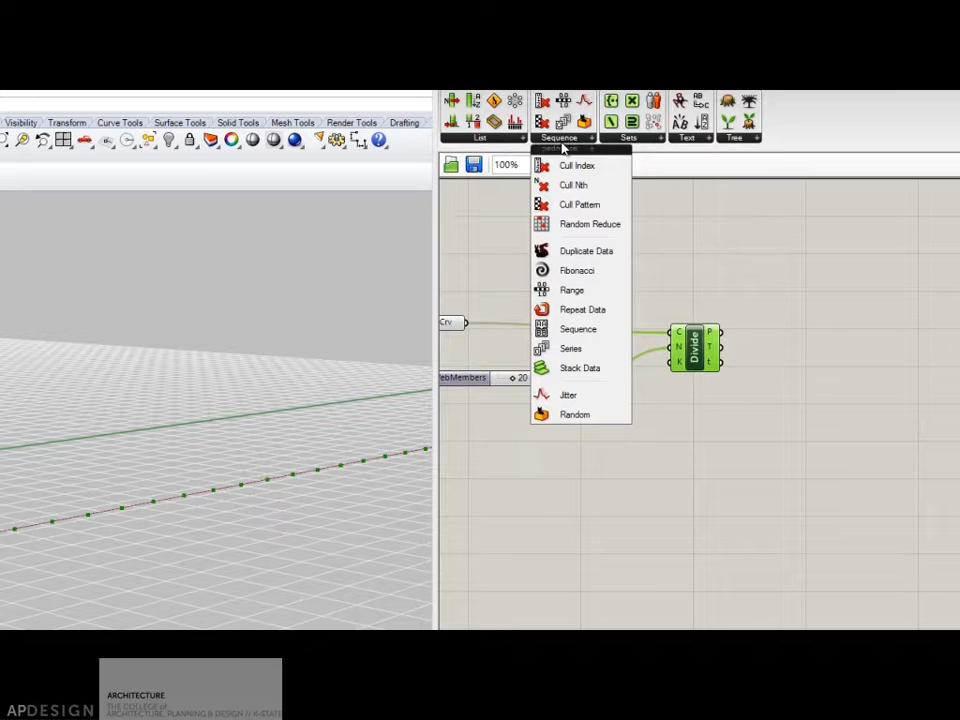 Visibility Transform Curve Tools Surface Tools Solid Tools Mesh Tools Render Tools Drafting
List Sequence Sets Text Tree
100%
Cull Index
Cull Nth
Cull Pattern
Random Reduce
Duplicate Data
Fibonacci
Range
Repeat Data
Sequence
Series
Stack Data
Jitter
Random
Crv
C Divide P
N T
K t
ebMembers 20
ARCHITECTURE
THE COLLEGE of
ARCHITECTURE, PLANNING & DESIGN // K-STATE
APDESIGN